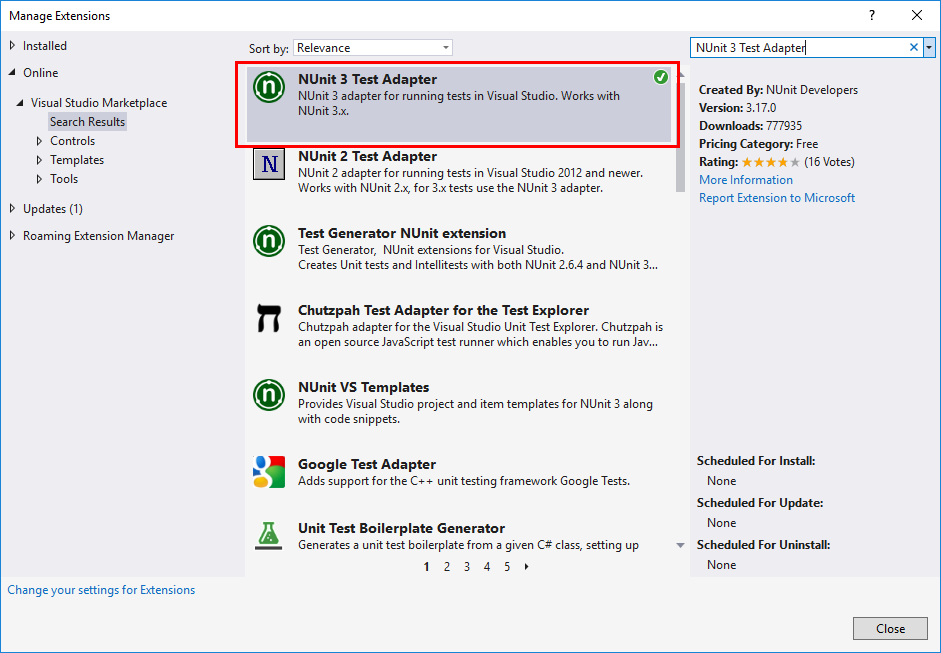 Manage Extensions
?
Installed
Online
Visual Studio Marketplace
Search Results
Controls
Templates
Tools
Updates (1)
Roaming Extension Manager
Sort by: Relevance
NUnit 3 Test Adapter
NUnit 3 adapter for running tests in Visual Studio. Works with
NUnit 3.x.
N
NUnit 2 Test Adapter
NUnit 2 adapter for running tests in Visual Studio 2012 and newer.
Works with NUnit 2.x, for 3.x tests use the NUnit 3 adapter.
Test Generator NUnit extension
Test Generator,  NUnit extensions for Visual Studio.
Creates Unit tests and Intellitests with both NUnit 2.6.4 and NUnit 3...
Chutzpah Test Adapter for the Test Explorer
Chutzpah adapter for the Visual Studio Unit Test Explorer. Chutzpah is
an open source JavaScript test runner which enables you to run Jav...
NUnit VS Templates
Provides Visual Studio project and item templates for NUnit 3 along
with code snippets.
Google Test Adapter
Adds support for the C++ unit testing framework Google Tests.
Unit Test Boilerplate Generator
Generates a unit test boilerplate from a given C# class, setting up
1 2 3 4 5
NUnit 3 Test Adapter
Created By: NUnit Developers
Version: 3.17.0
Downloads: 777935
Pricing Category: Free
Rating: (16 Votes)
More Information
Report Extension to Microsoft
Scheduled For Install:
None
Scheduled For Update:
None
Scheduled For Uninstall:
None
Change your settings for Extensions
Close